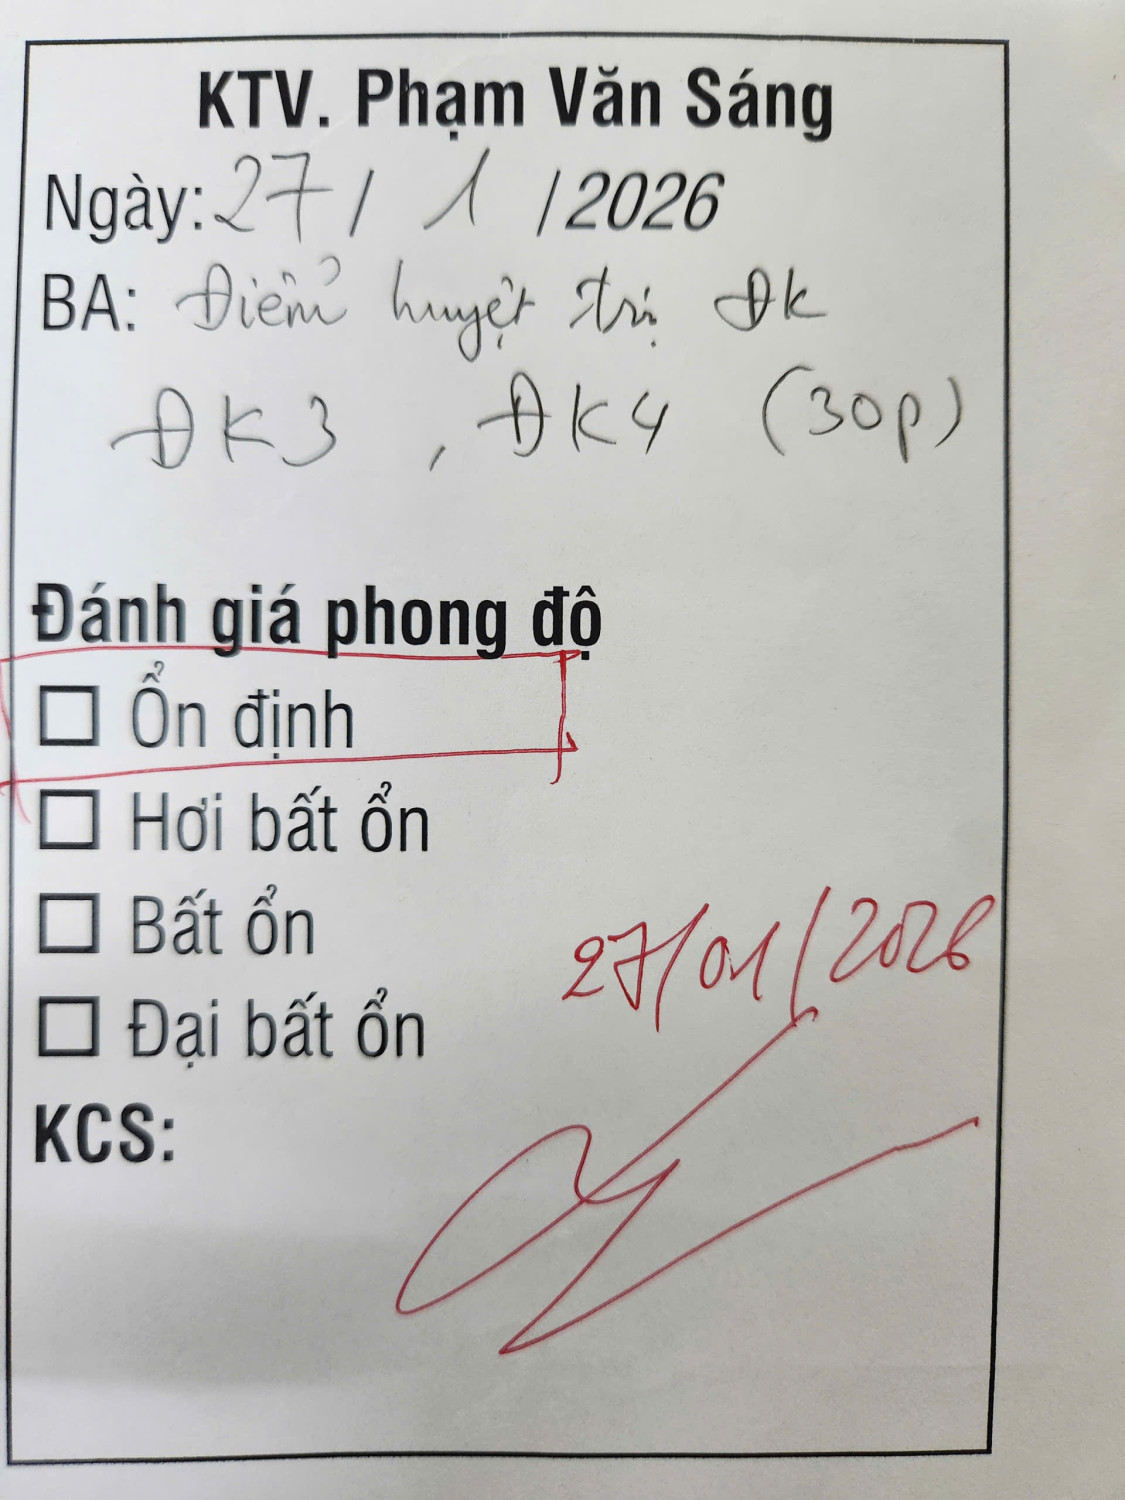 KTV. Phạm Văn Sáng
Ngày: 27 / 1 / 2026
BA: Điểm huyệt trị ĐK
ĐK3 , ĐK4 (30p)
Đánh giá phong độ
☐ Ổn định
☐ Hơi bất ổn
☐ Bất ổn
27/01/2026
☐ Đại bất ổn
KCS: